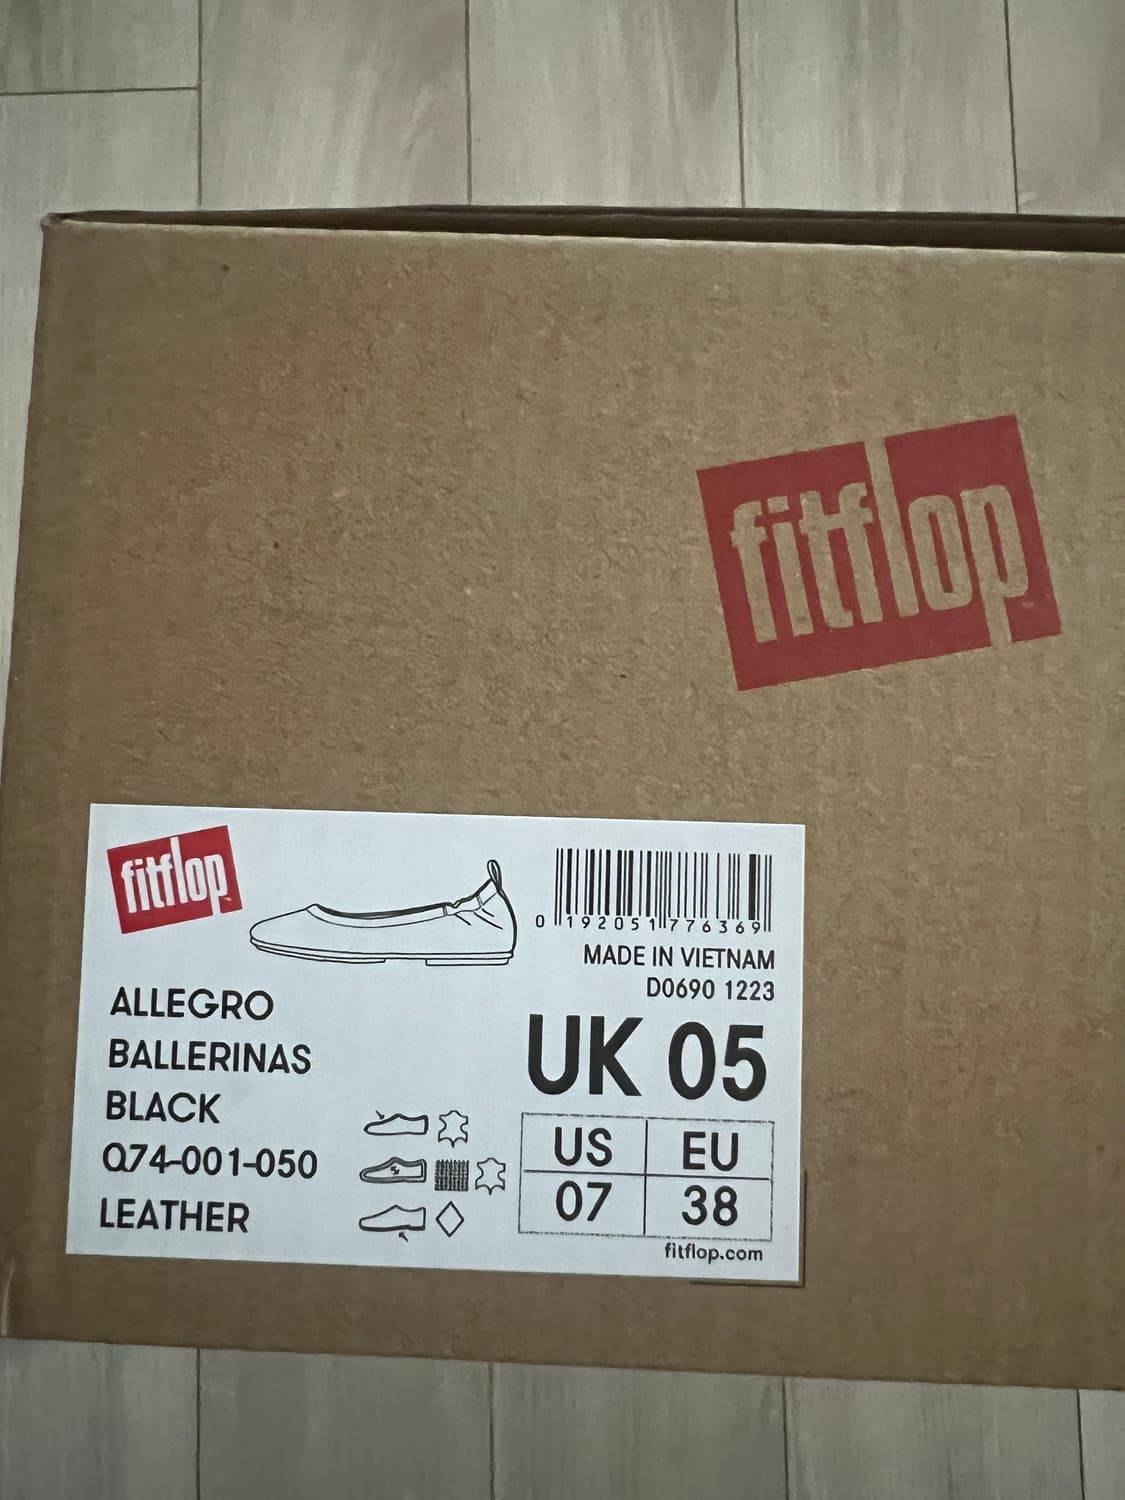 fitflop
fitflop
0 192051 776369
MADE IN VIETNAM
D0690 1223
ALLEGRO
BALLERINAS
BLACK
Q74-001-050
LEATHER
UK 05
US EU
07 38
fitflop.com